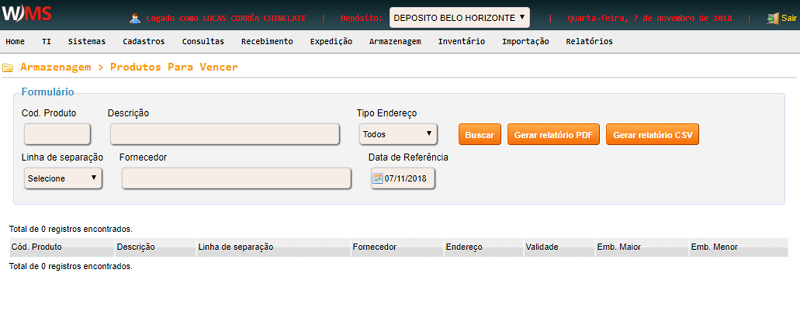 WMS
Logado como LUCAS CORRÊA CHIMELATE | Depósito: DEPOSITO BELO HORIZONTE | Quarta-feira, 7 de novembro de 2018 | Sair
Home TI Sistemas Cadastros Consultas Recebimento Expedição Armazenagem Inventário Importação Relatórios
Armazenagem > Produtos Para Vencer
Formulário
Cod. Produto Descrição Tipo Endereço
Todos Buscar Gerar relatório PDF Gerar relatório CSV
Linha de separação Fornecedor Data de Referência
Selecione 07/11/2018
Total de 0 registros encontrados.
Cód. Produto Descrição Linha de separação Fornecedor Endereço Validade Emb. Maior Emb. Menor
Total de 0 registros encontrados.